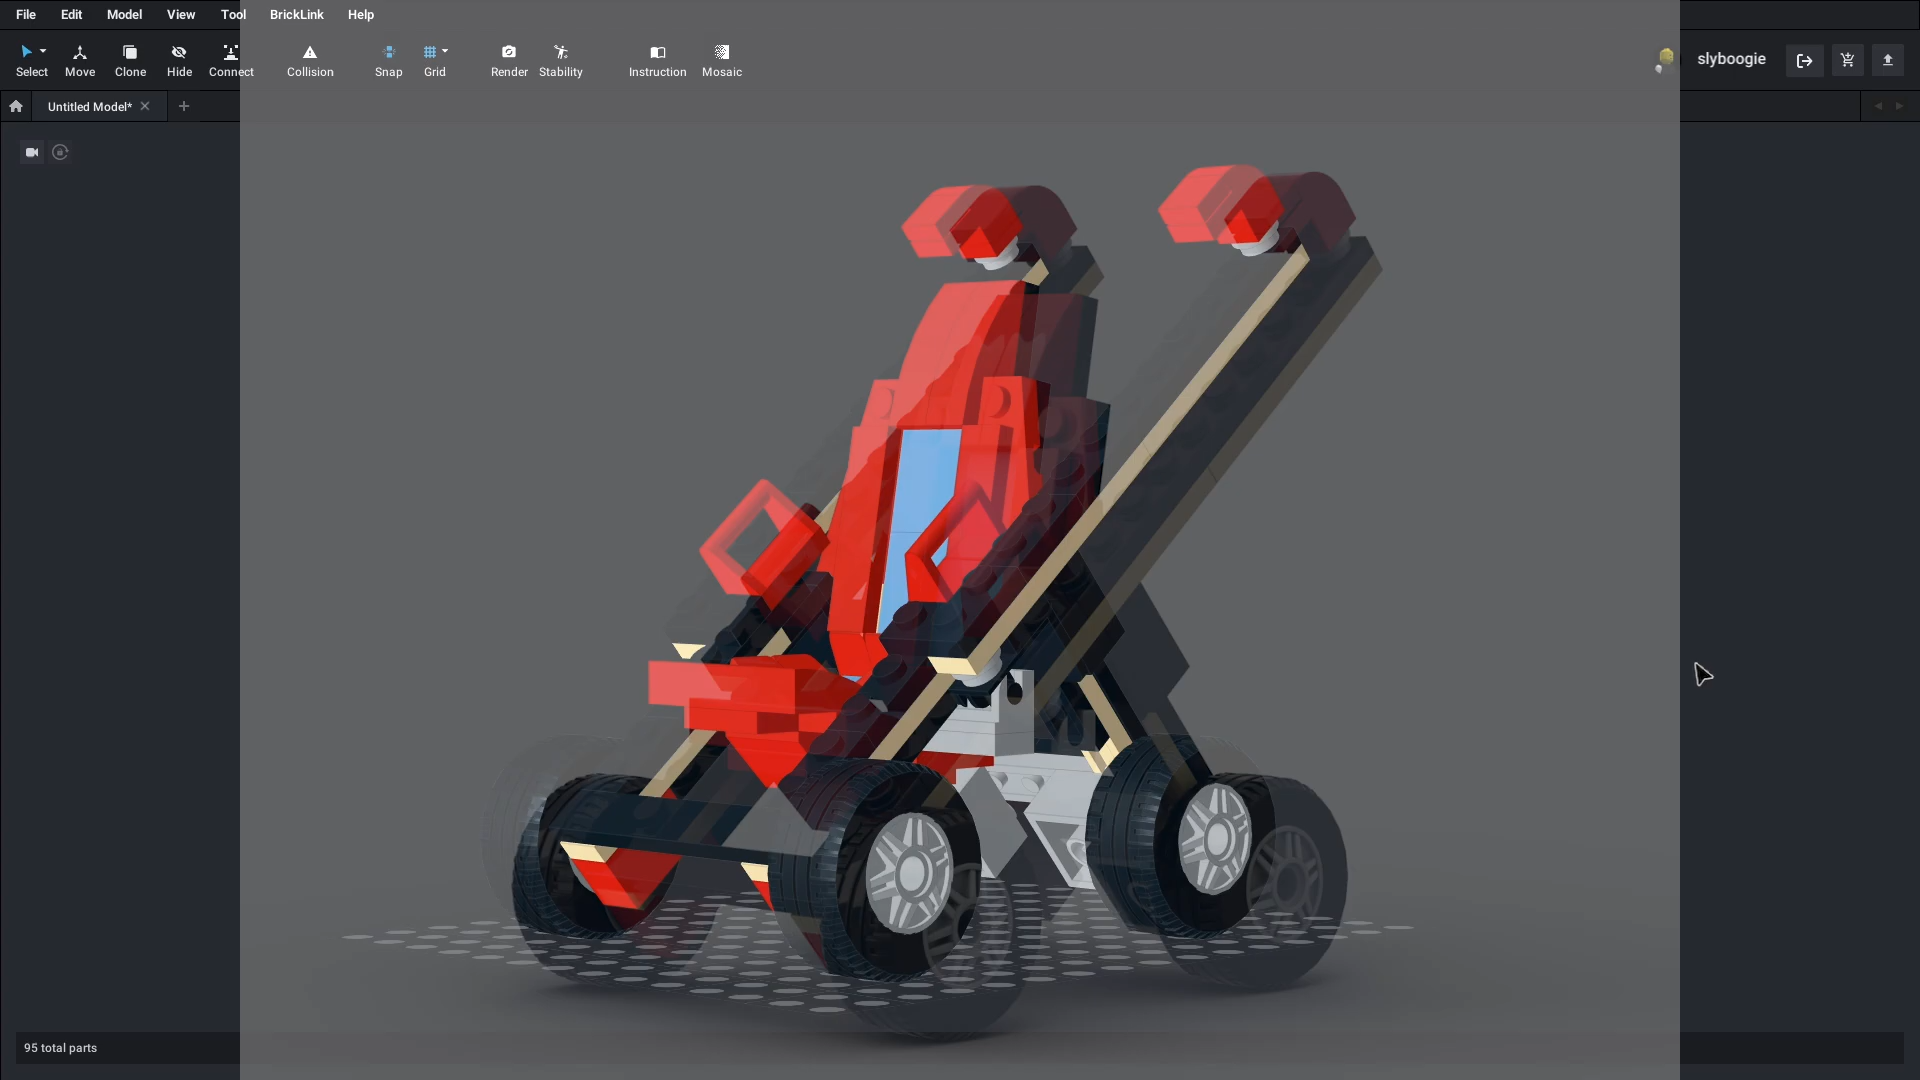 File Edit Model View Tool BrickLink Help
Select Move Clone Hide Connect Collision Snap Grid Render Stability Instruction Mosaic
slyboogie
Untitled Model*
95 total parts